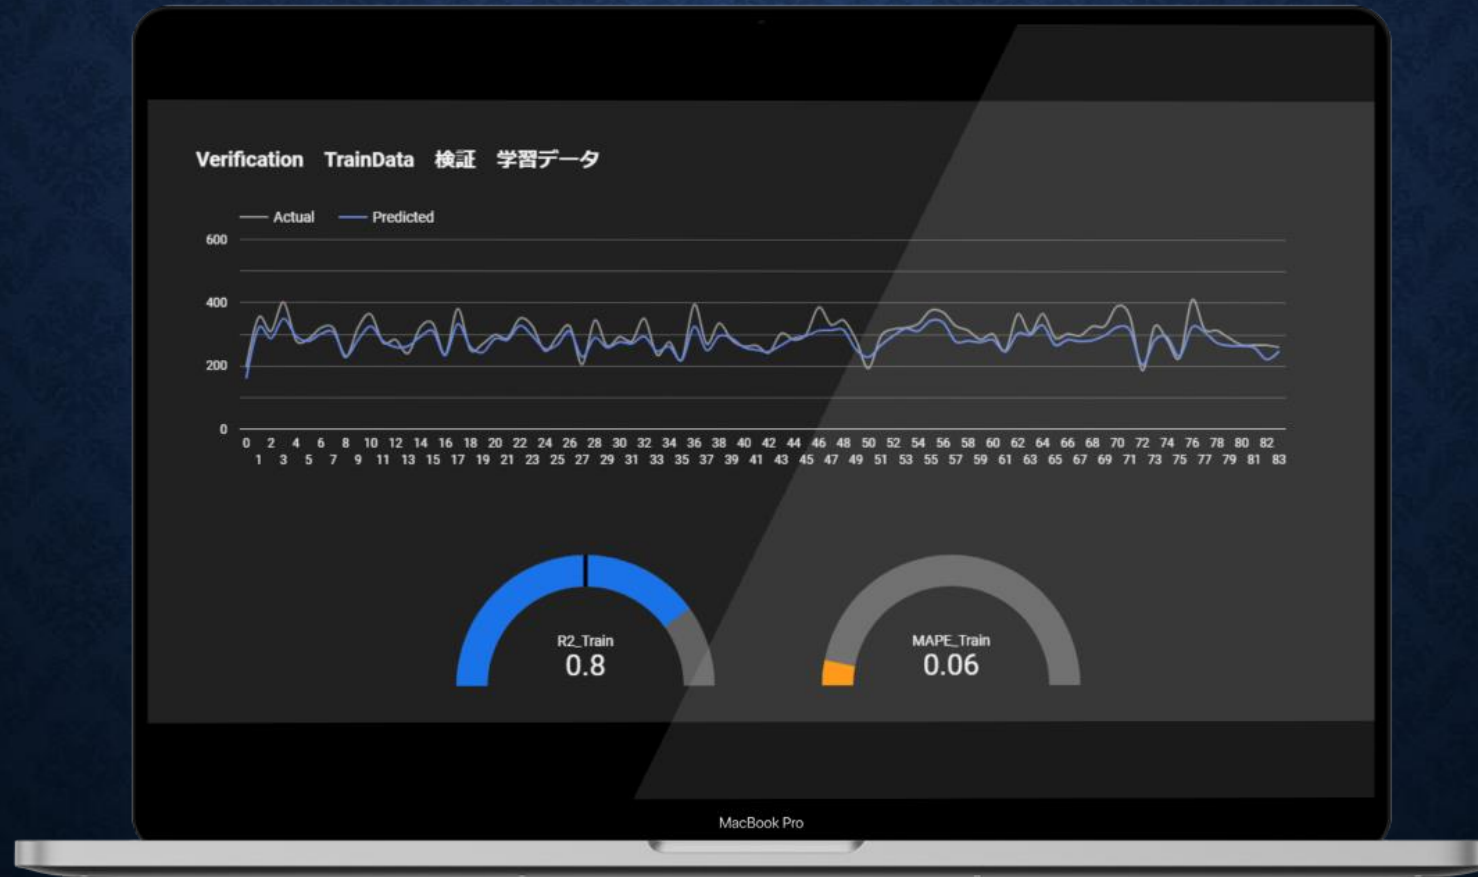 Verification TrainData 検証 学習データ
Actual Predicted
600
400
200
0
0 2 4 6 8 10 12 14 16 18 20 22 24 26 28 30 32 34 36 38 40 42 44 46 48 50 52 54 56 58 60 62 64 66 68 70 72 74 76 78 80 82
1 3 5 7 9 11 13 15 17 19 21 23 25 27 29 31 33 35 37 39 41 43 45 47 49 51 53 55 57 59 61 63 65 67 69 71 73 75 77 79 81 83
R2_Train
0.8
MAPE_Train
0.06
MacBook Pro